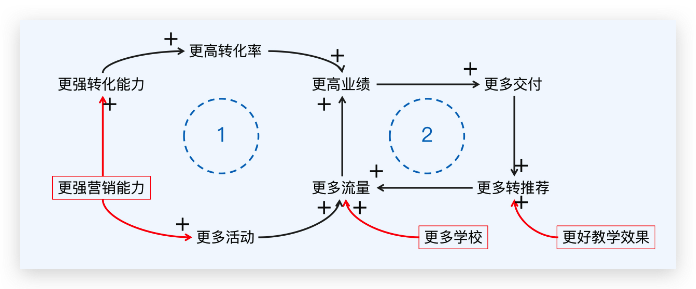 更高转化率
更强转化能力
更高业绩
更多交付
1
2
更强营销能力
更多流量
更多转推荐
更多活动
更多学校
更好教学效果